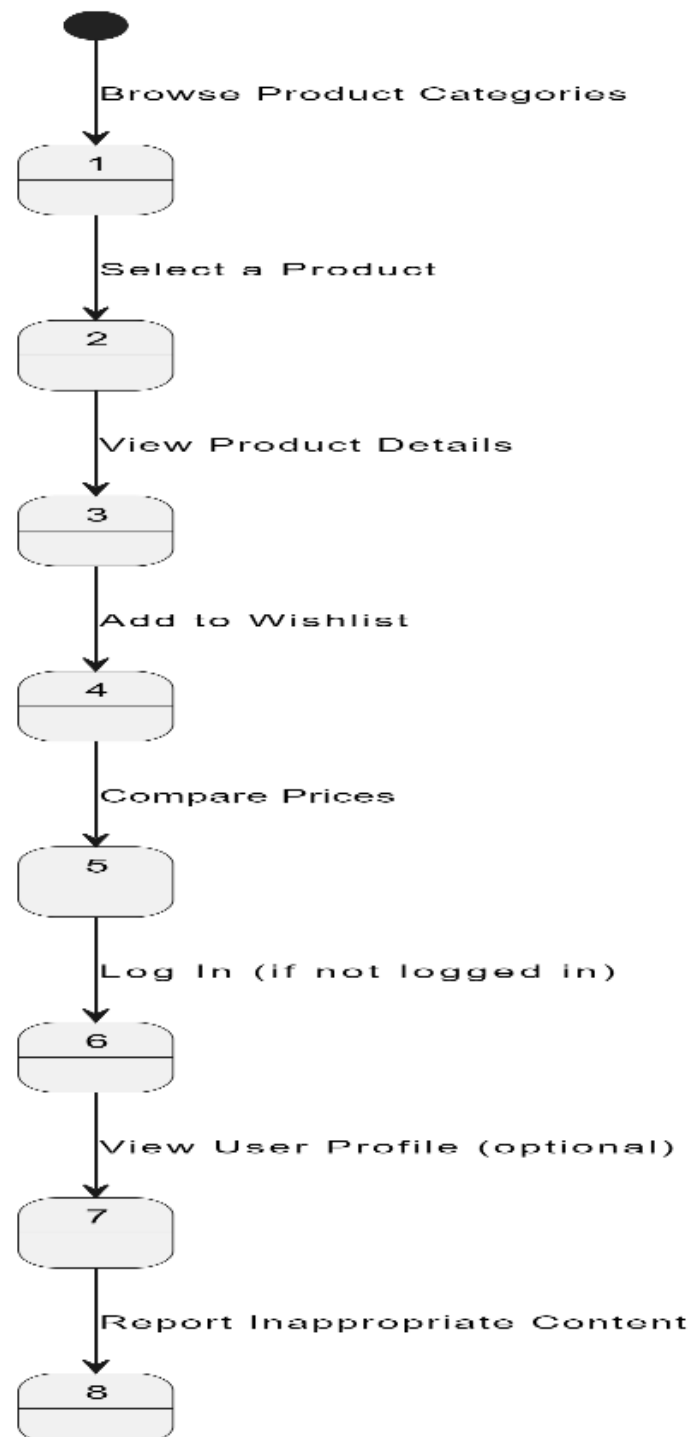 Browse Product Categories
1
Select a Product
2
View Product Details
3
Add to Wishlist
4
Compare Prices
5
Log In (if not logged in)
6
View User Profile (optional)
7
Report Inappropriate Content
8